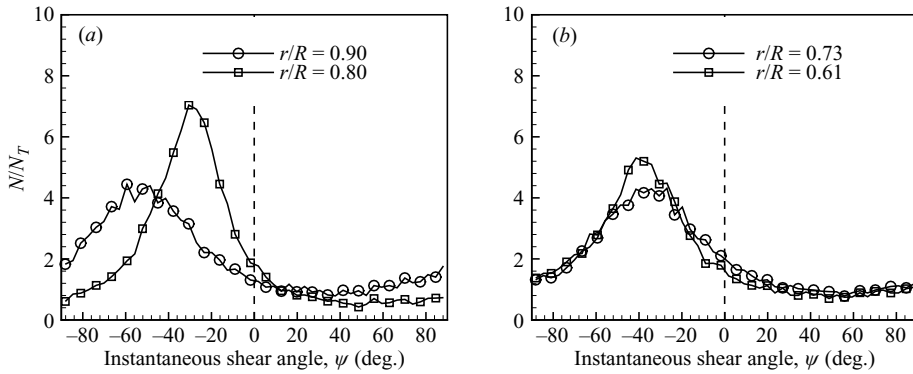 10
(a)
r/R = 0.90
r/R = 0.80
8
6
N/N_T
4
2
0
−80 −60 −40 −20 0 20 40 60 80
Instantaneous shear angle, ψ (deg.)
10
(b)
r/R = 0.73
r/R = 0.61
8
6
4
2
0
−80 −60 −40 −20 0 20 40 60 80
Instantaneous shear angle, ψ (deg.)